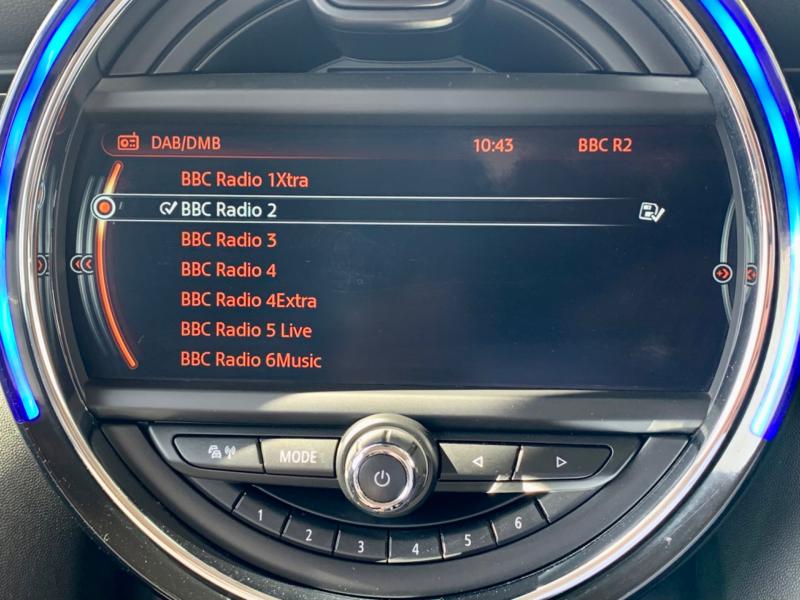 DAB/DMB 10:43 BBC R2
BBC Radio 1Xtra
BBC Radio 2
BBC Radio 3
BBC Radio 4
BBC Radio 4Extra
BBC Radio 5 Live
BBC Radio 6Music
MODE
1 2 3 4 5 6